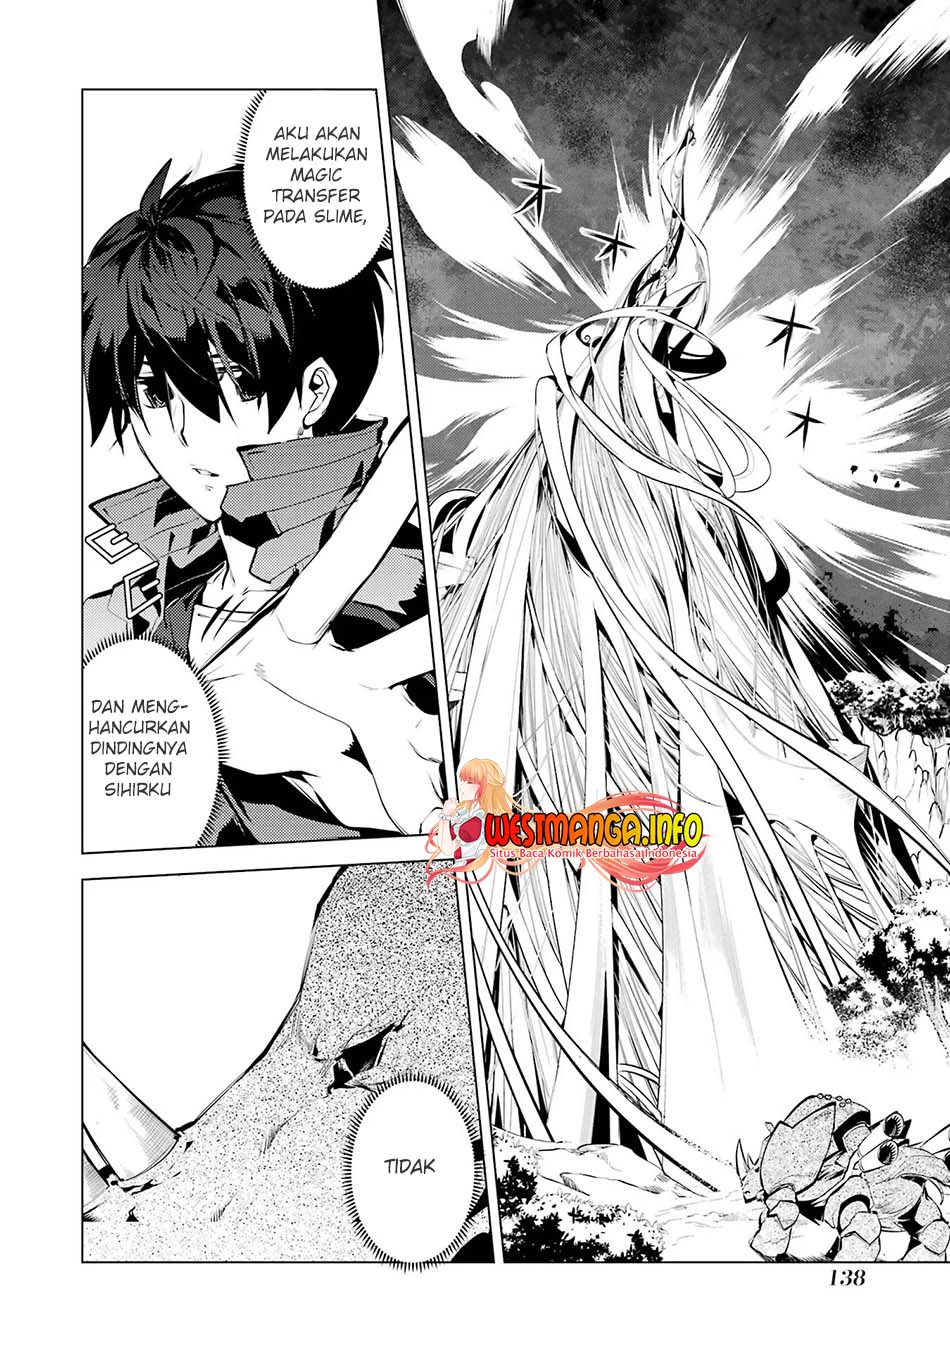 AKU AKAN
MELAKUKAN
MAGIC
TRANSFER
PADA SLIME,
DAN MENG-
HANCURKAN
DINDINGNYA
DENGAN
SIHIRKU
WESTMANGA.INFO
Situs Baca Komik Berbahasa Indonesia
TIDAK
138